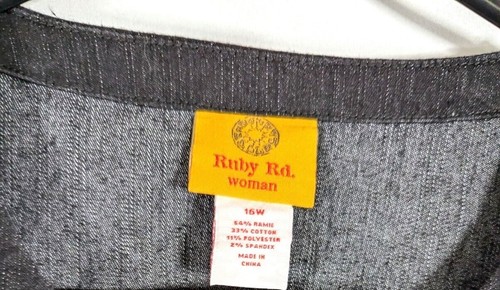 Ruby Rd.
woman
16W
54% RAMIE
33% COTTON
11% POLYESTER
2% SPANDEX
MADE IN
CHINA